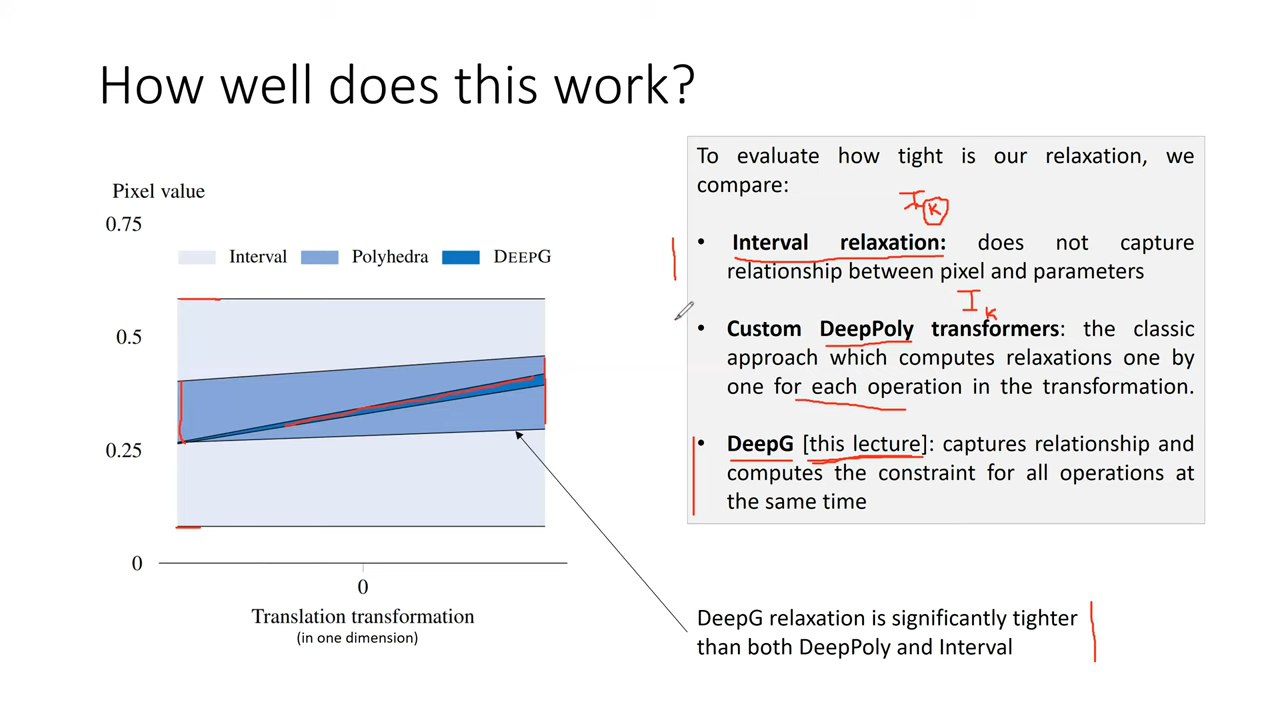 How well does this work?
Pixel value
0.75
Interval
Polyhedra
DEEPG
0.5
0.25
0
0
Translation transformation
(in one dimension)
To evaluate how tight is our relaxation, we
compare:
I K
• Interval relaxation: does not capture
relationship between pixel and parameters
I K
• Custom DeepPoly transformers: the classic
approach which computes relaxations one by
one for each operation in the transformation.
• DeepG [this lecture]: captures relationship and
computes the constraint for all operations at
the same time
DeepG relaxation is significantly tighter
than both DeepPoly and Interval